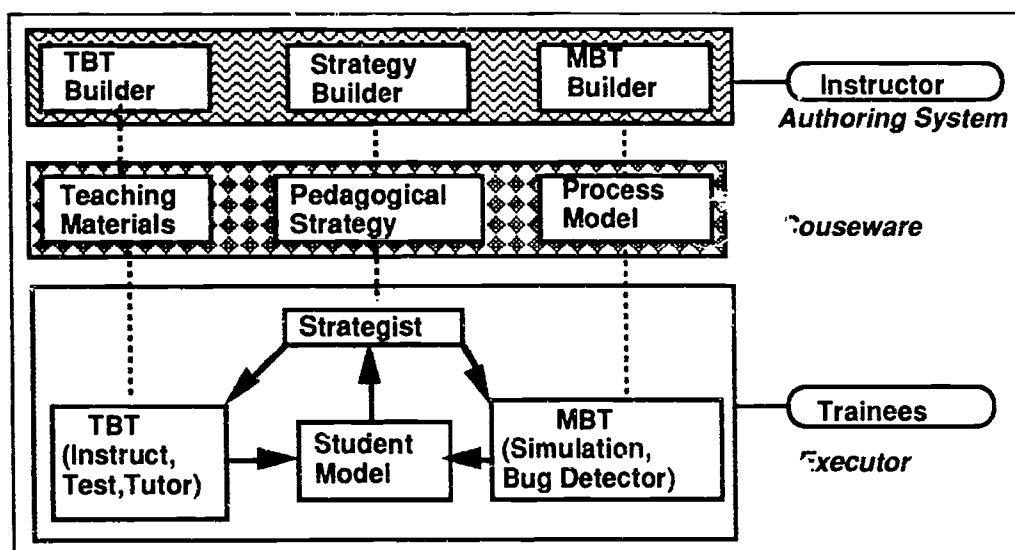 TBT
Builder
Strategy
Builder
MBT
Builder
Instructor
Authoring System
Teaching
Materials
Pedagogical
Strategy
Process
Model
Strategist
TBT
(Instruct,
Test,Tutor)
Student
Model
MBT
(Simulation,
Bug Detector)
Trainees
Executor